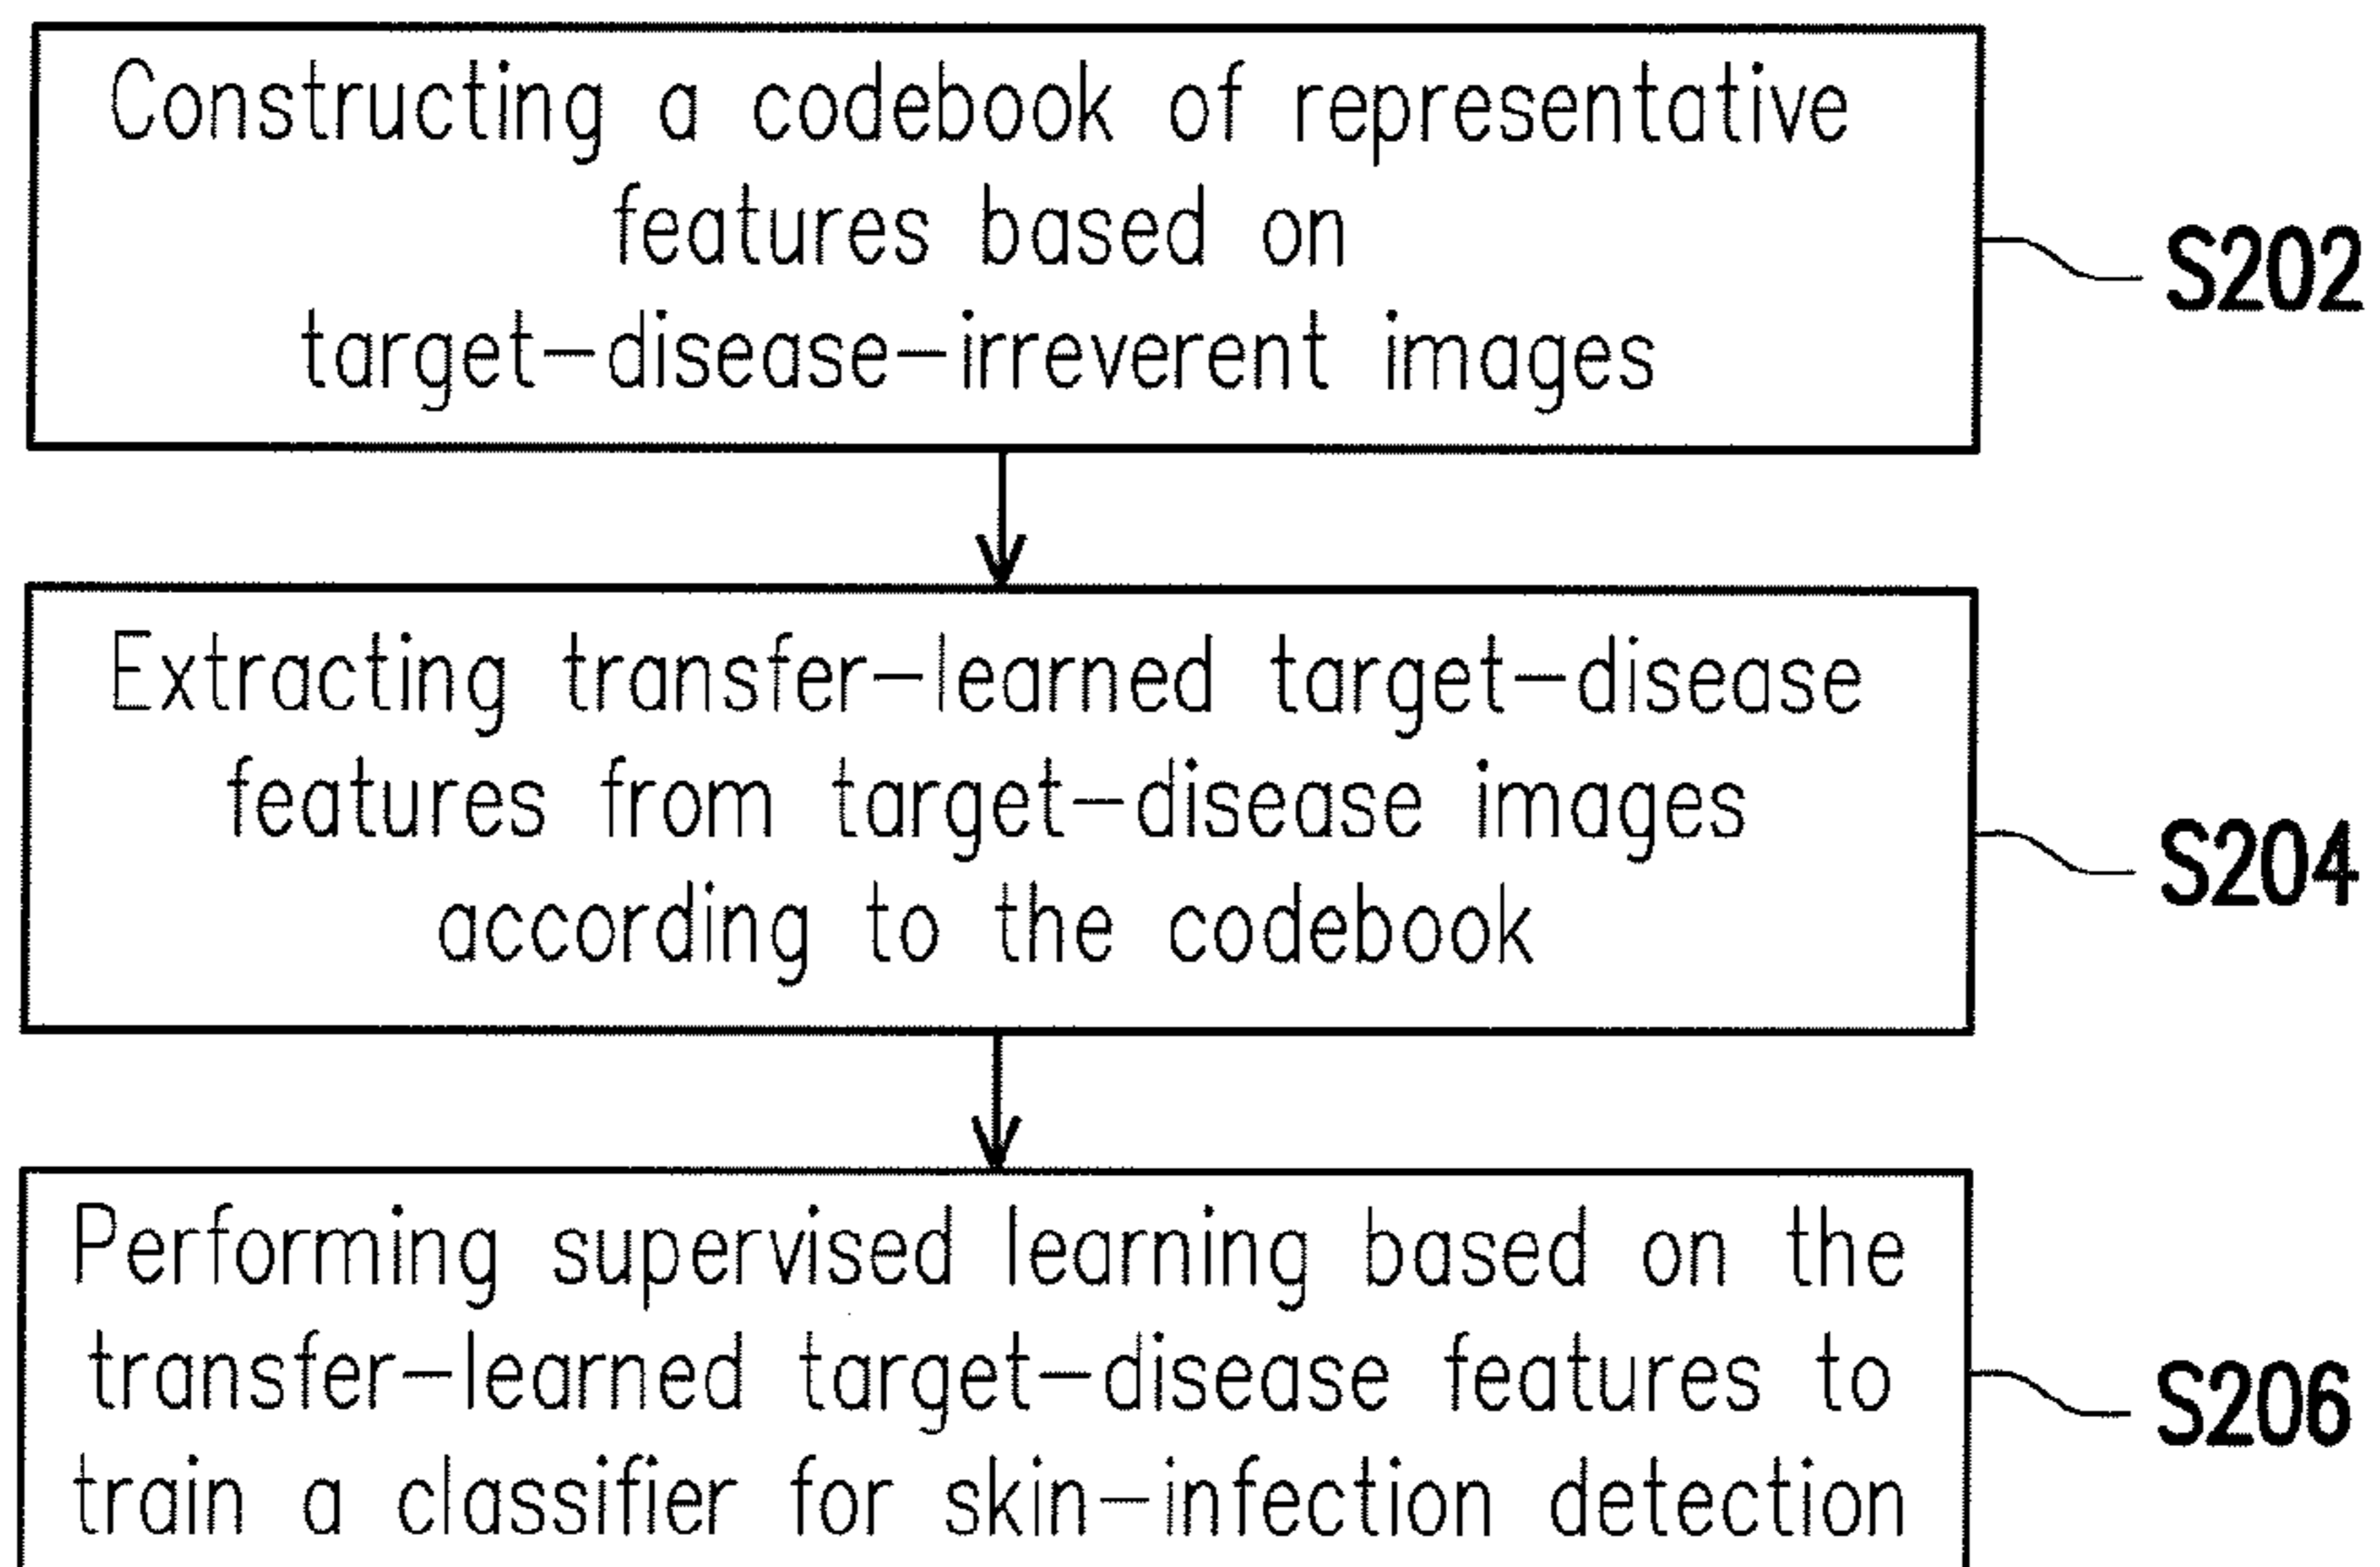 Constructing a codebook of representative
features based on
target-disease-irreverent images
S202
Extracting transfer-learned target-disease
features from target-disease images
according to the codebook
S204
Performing supervised learning based on the
transfer-learned target-disease features to
train a classifier for skin-infection detection
S206